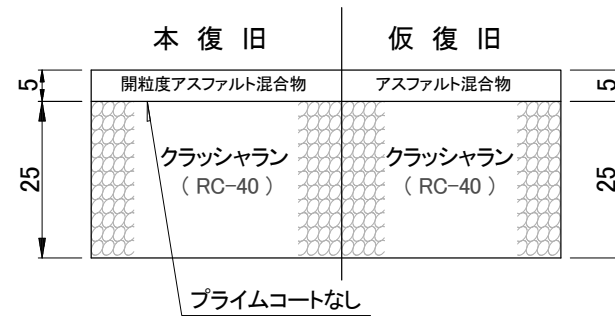 本復旧 仮復旧
5 開粒度アスファルト混合物 アスファルト混合物 5
25 クラッシャラン クラッシャラン 25
( RC-40 ) ( RC-40 )
プライムコートなし